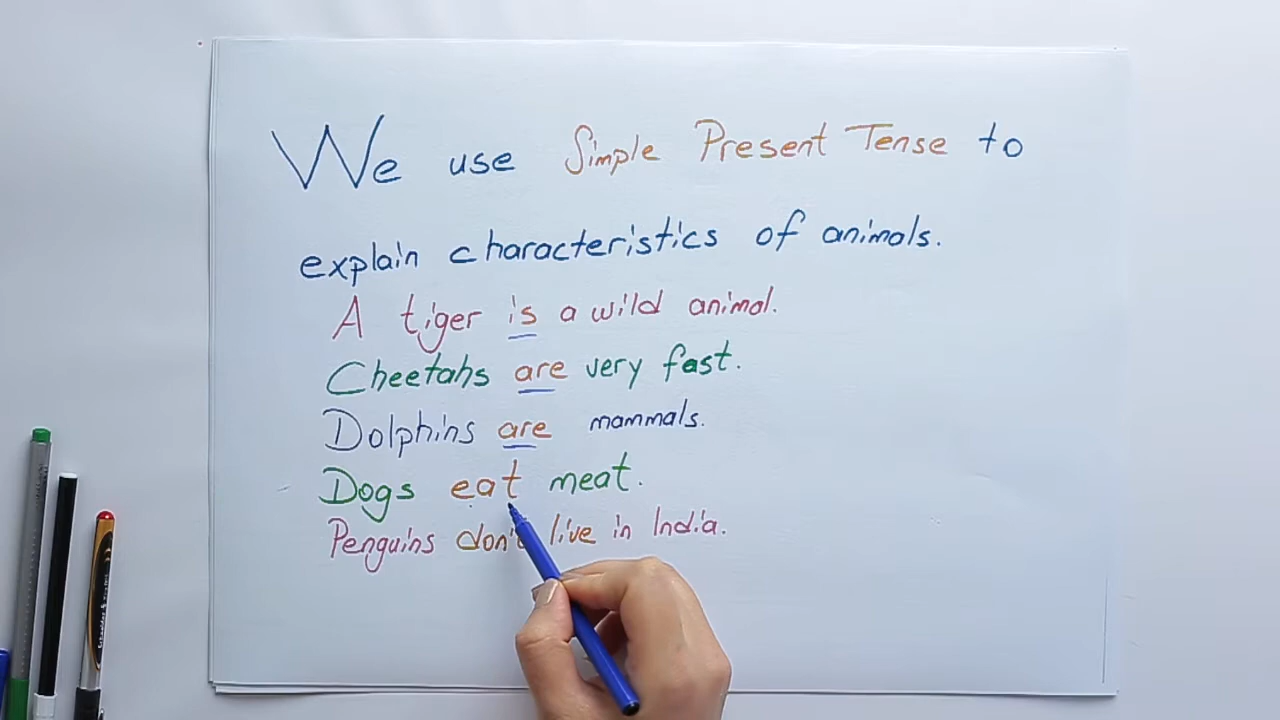 We use Simple Present Tense to
explain characteristics of animals.
A tiger is a wild animal.
Cheetahs are very fast.
Dolphins are mammals.
Dogs eat meat.
Penguins don't live in India.